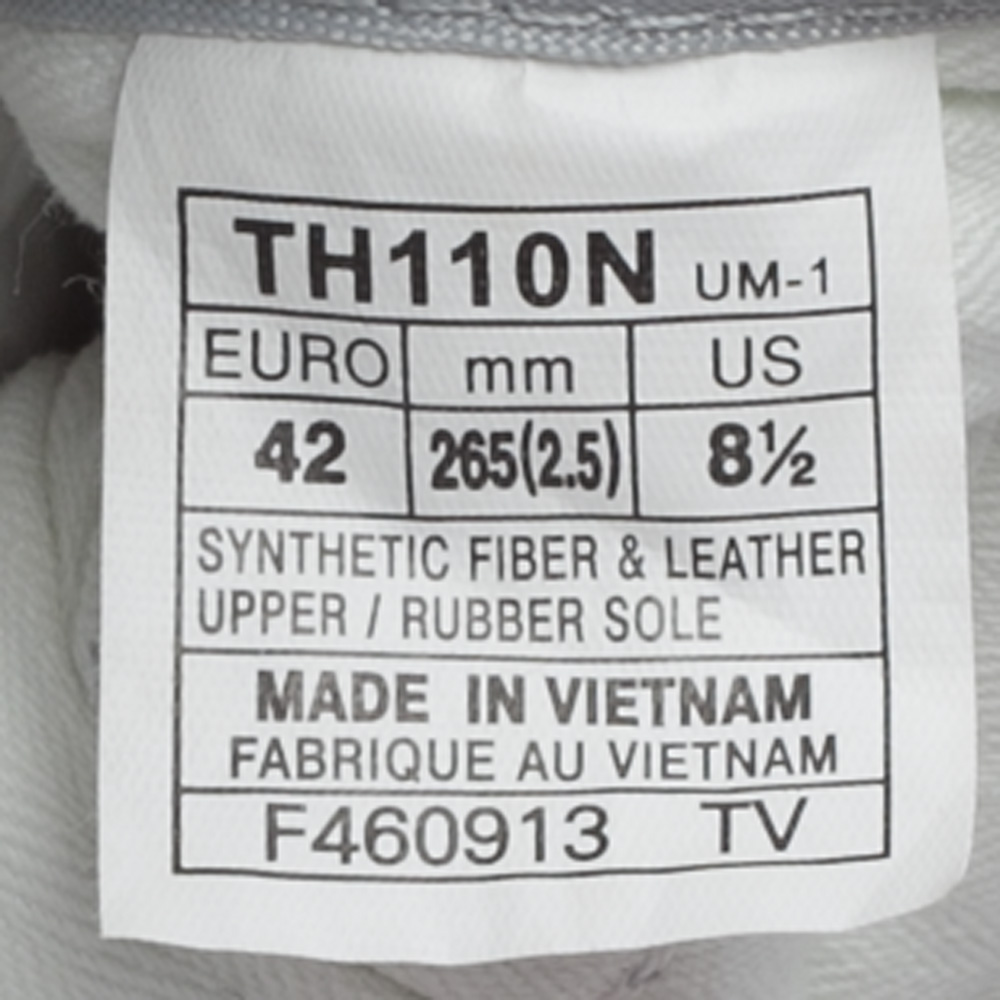 TH110N UM-1
EURO mm US
42 265(2.5) 8½
SYNTHETIC FIBER & LEATHER
UPPER / RUBBER SOLE
MADE IN VIETNAM
FABRIQUE AU VIETNAM
F460913 TV